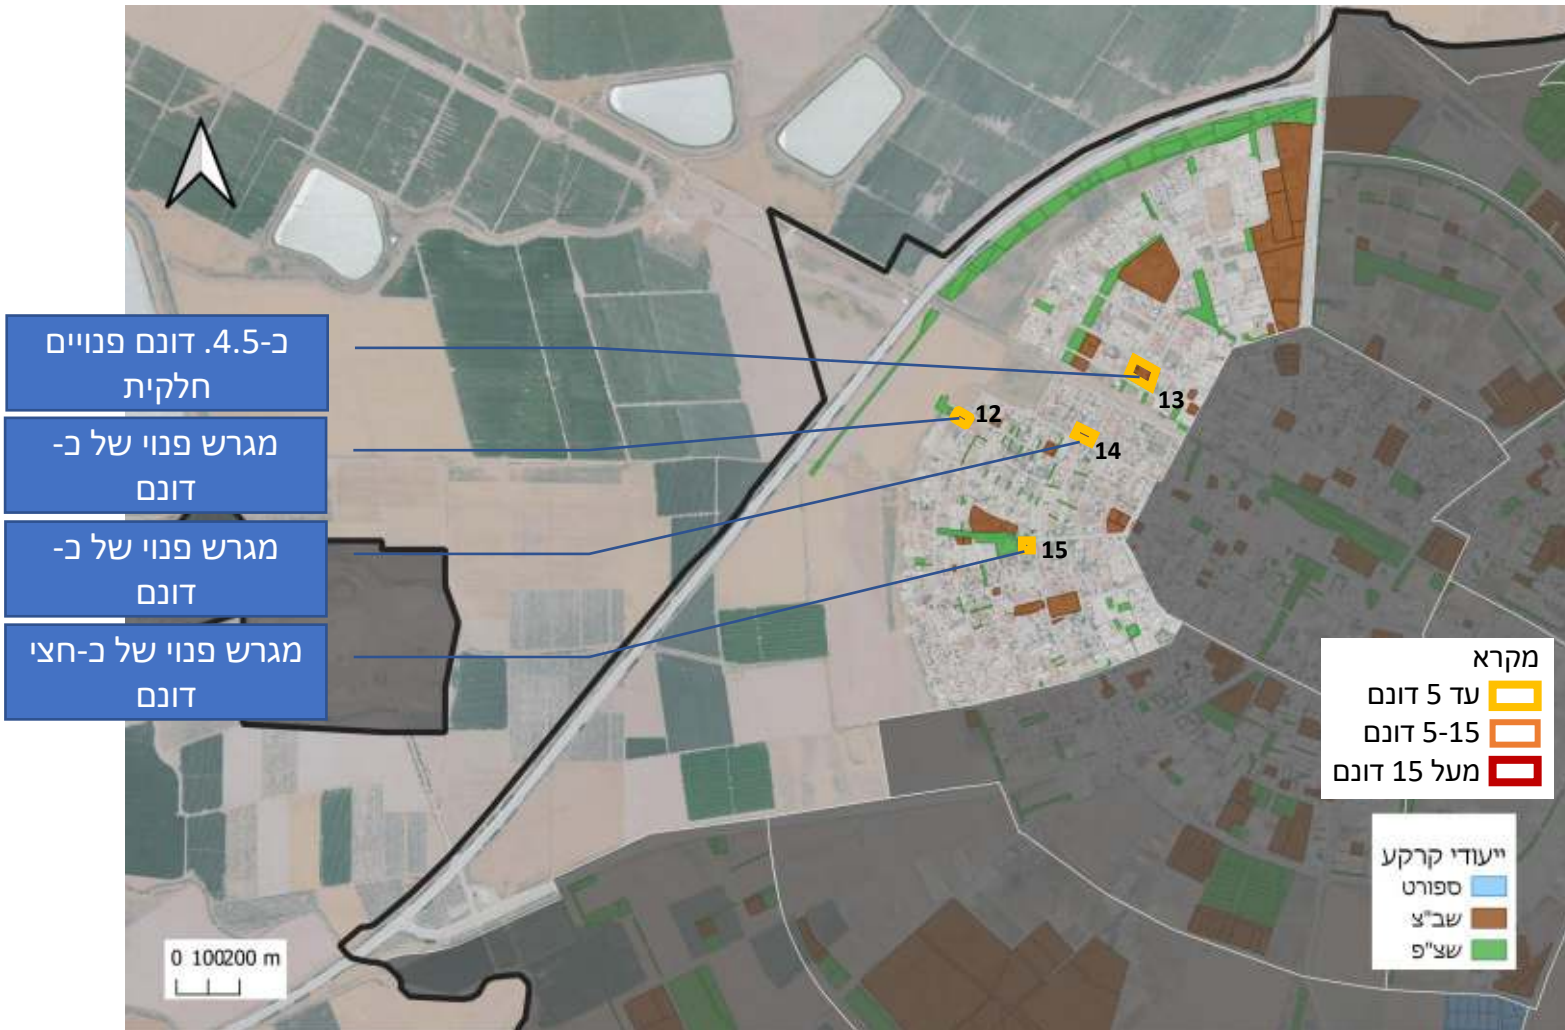 כ-4.5. דונם פנויים
חלקית
מגרש פנוי של כ-
דונם
מגרש פנוי של כ-
דונם
מגרש פנוי של כ-חצי
דונם
13
12
14
15
מקרא
עד 5 דונם
5-15 דונם
מעל 15 דונם
ייעודי קרקע
ספורט
שב"צ
שצ"פ
0 100200 m